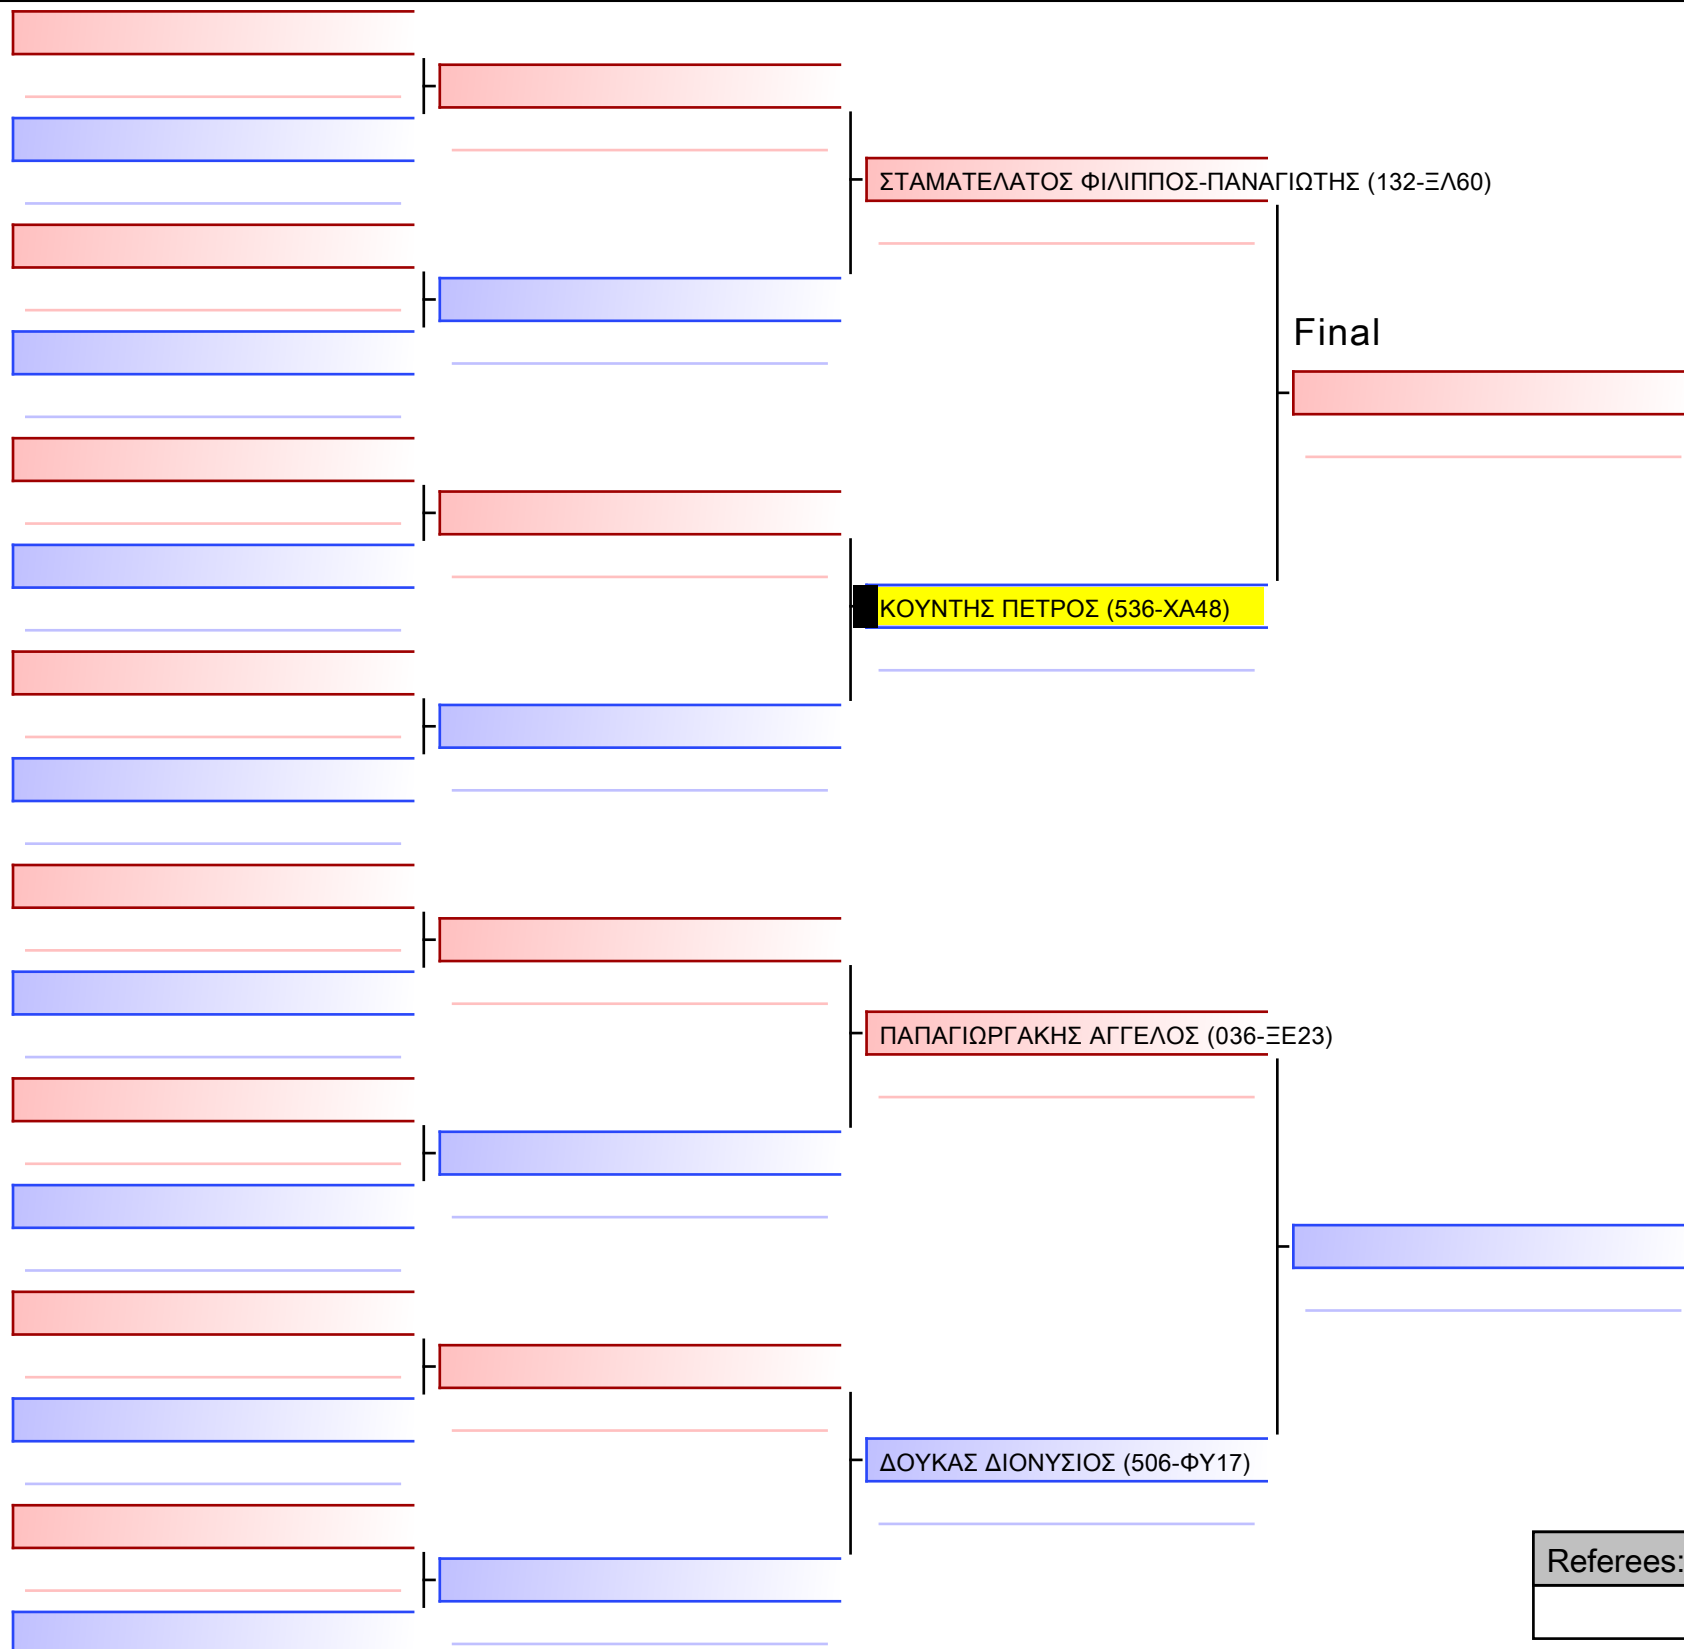 ΣΤΑΜΑΤΕΛΑΤΟΣ ΦΙΛΙΠΠΟΣ-ΠΑΝΑΓΙΩΤΗΣ (132-ΞΛ60)
Final
ΚΟΥΝΤΗΣ ΠΕΤΡΟΣ (536-ΧΑ48)
ΠΑΠΑΓΙΩΡΓΑΚΗΣ ΑΓΓΕΛΟΣ (036-ΞΕ23)
ΔΟΥΚΑΣ ΔΙΟΝΥΣΙΟΣ (506-ΦΥ17)
Referees: